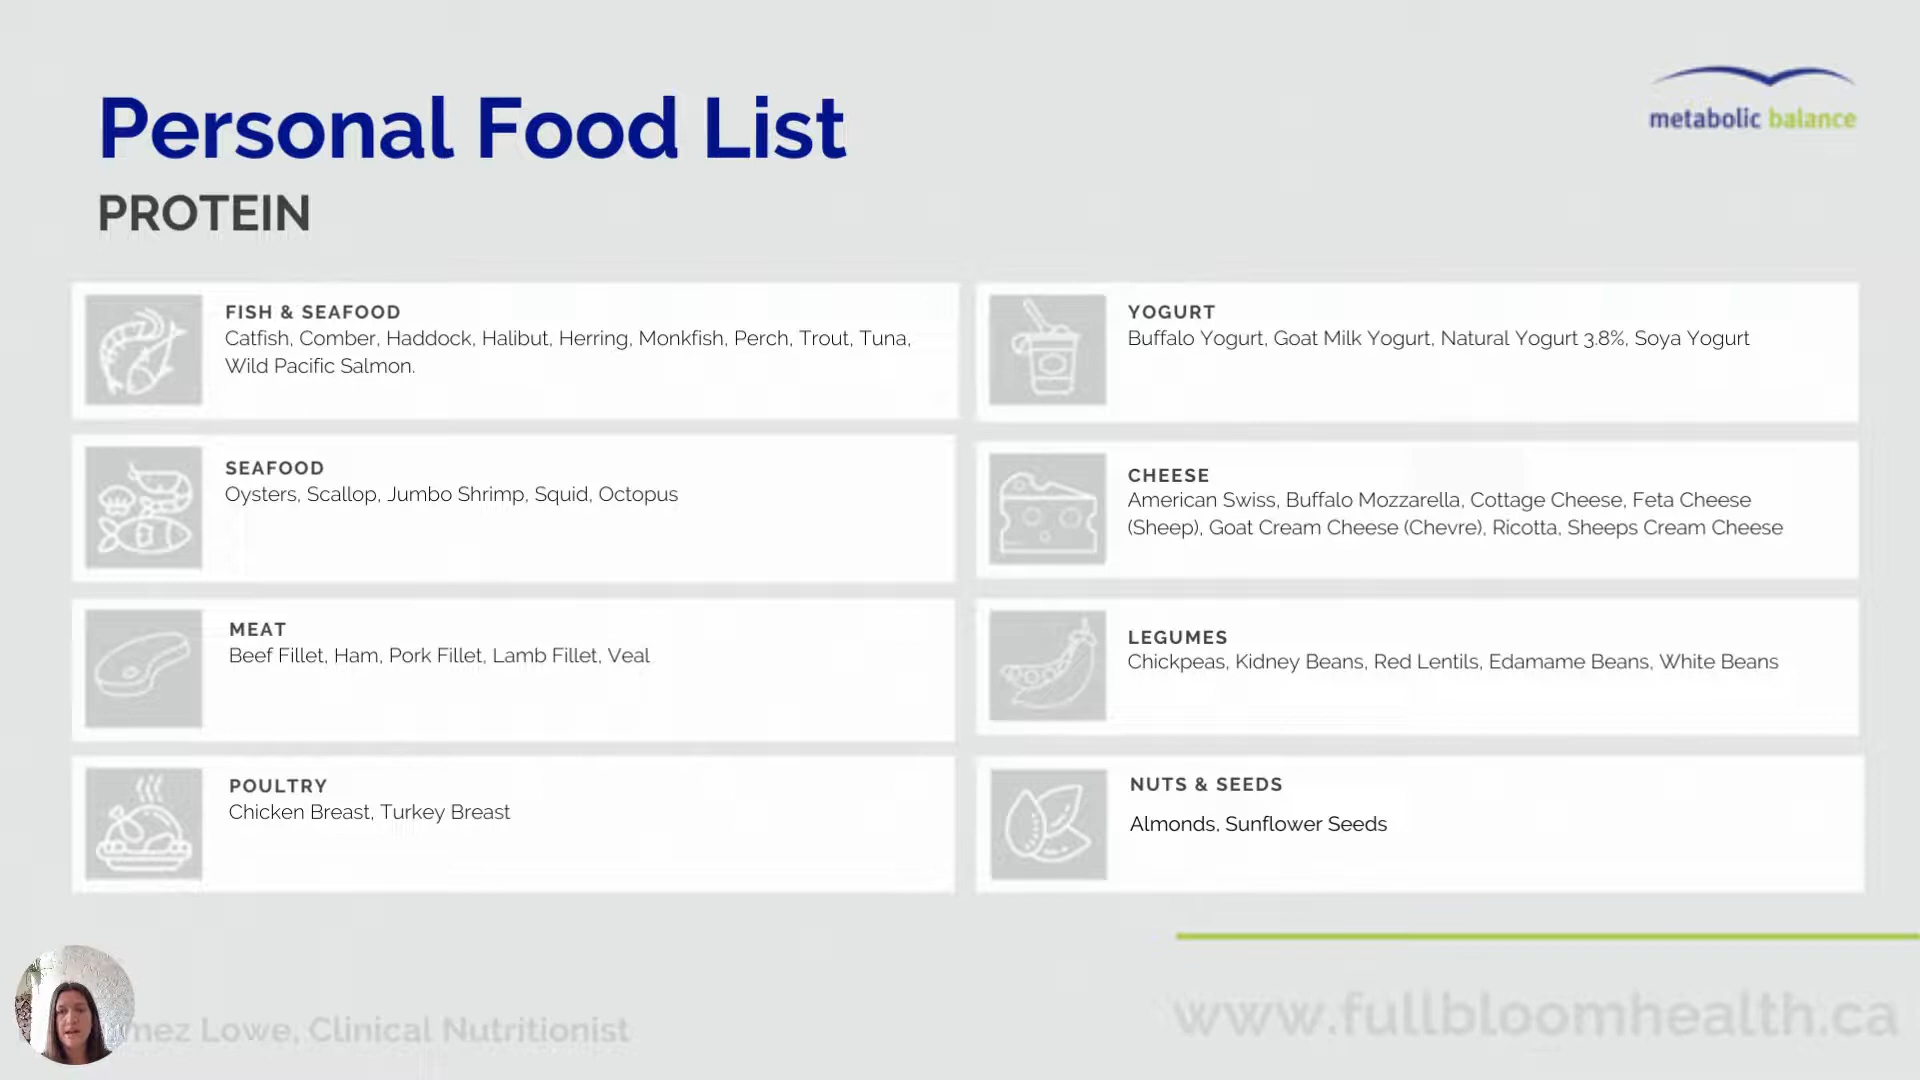 Personal Food List
metabolic balance
PROTEIN
FISH & SEAFOOD
Catfish, Comber, Haddock, Halibut, Herring, Monkfish, Perch, Trout, Tuna,
Wild Pacific Salmon.
SEAFOOD
Oysters, Scallop, Jumbo Shrimp, Squid, Octopus
MEAT
Beef Fillet, Ham, Pork Fillet, Lamb Fillet, Veal
POULTRY
Chicken Breast, Turkey Breast
YOGURT
Buffalo Yogurt, Goat Milk Yogurt, Natural Yogurt 3.8%, Soya Yogurt
CHEESE
American Swiss, Buffalo Mozzarella, Cottage Cheese, Feta Cheese
(Sheep), Goat Cream Cheese (Chevre), Ricotta, Sheeps Cream Cheese
LEGUMES
Chickpeas, Kidney Beans, Red Lentils, Edamame Beans, White Beans
NUTS & SEEDS
Almonds, Sunflower Seeds
Lowe, Clinical Nutritionist
www.fullbloomhealth.ca